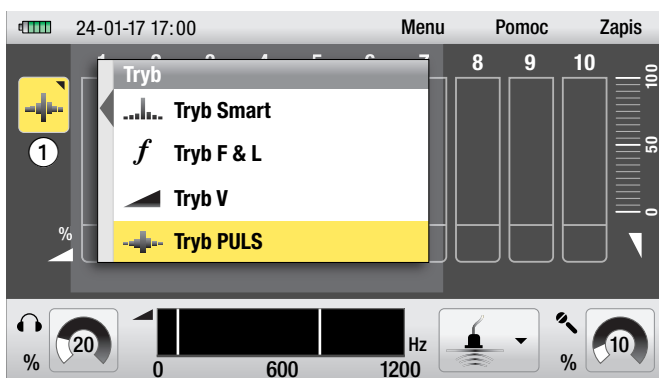 24-01-17 17:00 Menu Pomoc Zapis
8 9 10
Tryb
Tryb Smart
f Tryb F & L
Tryb V
Tryb PULS
1
%
100
50
0
20
%
Hz
0 600 1200
10
%